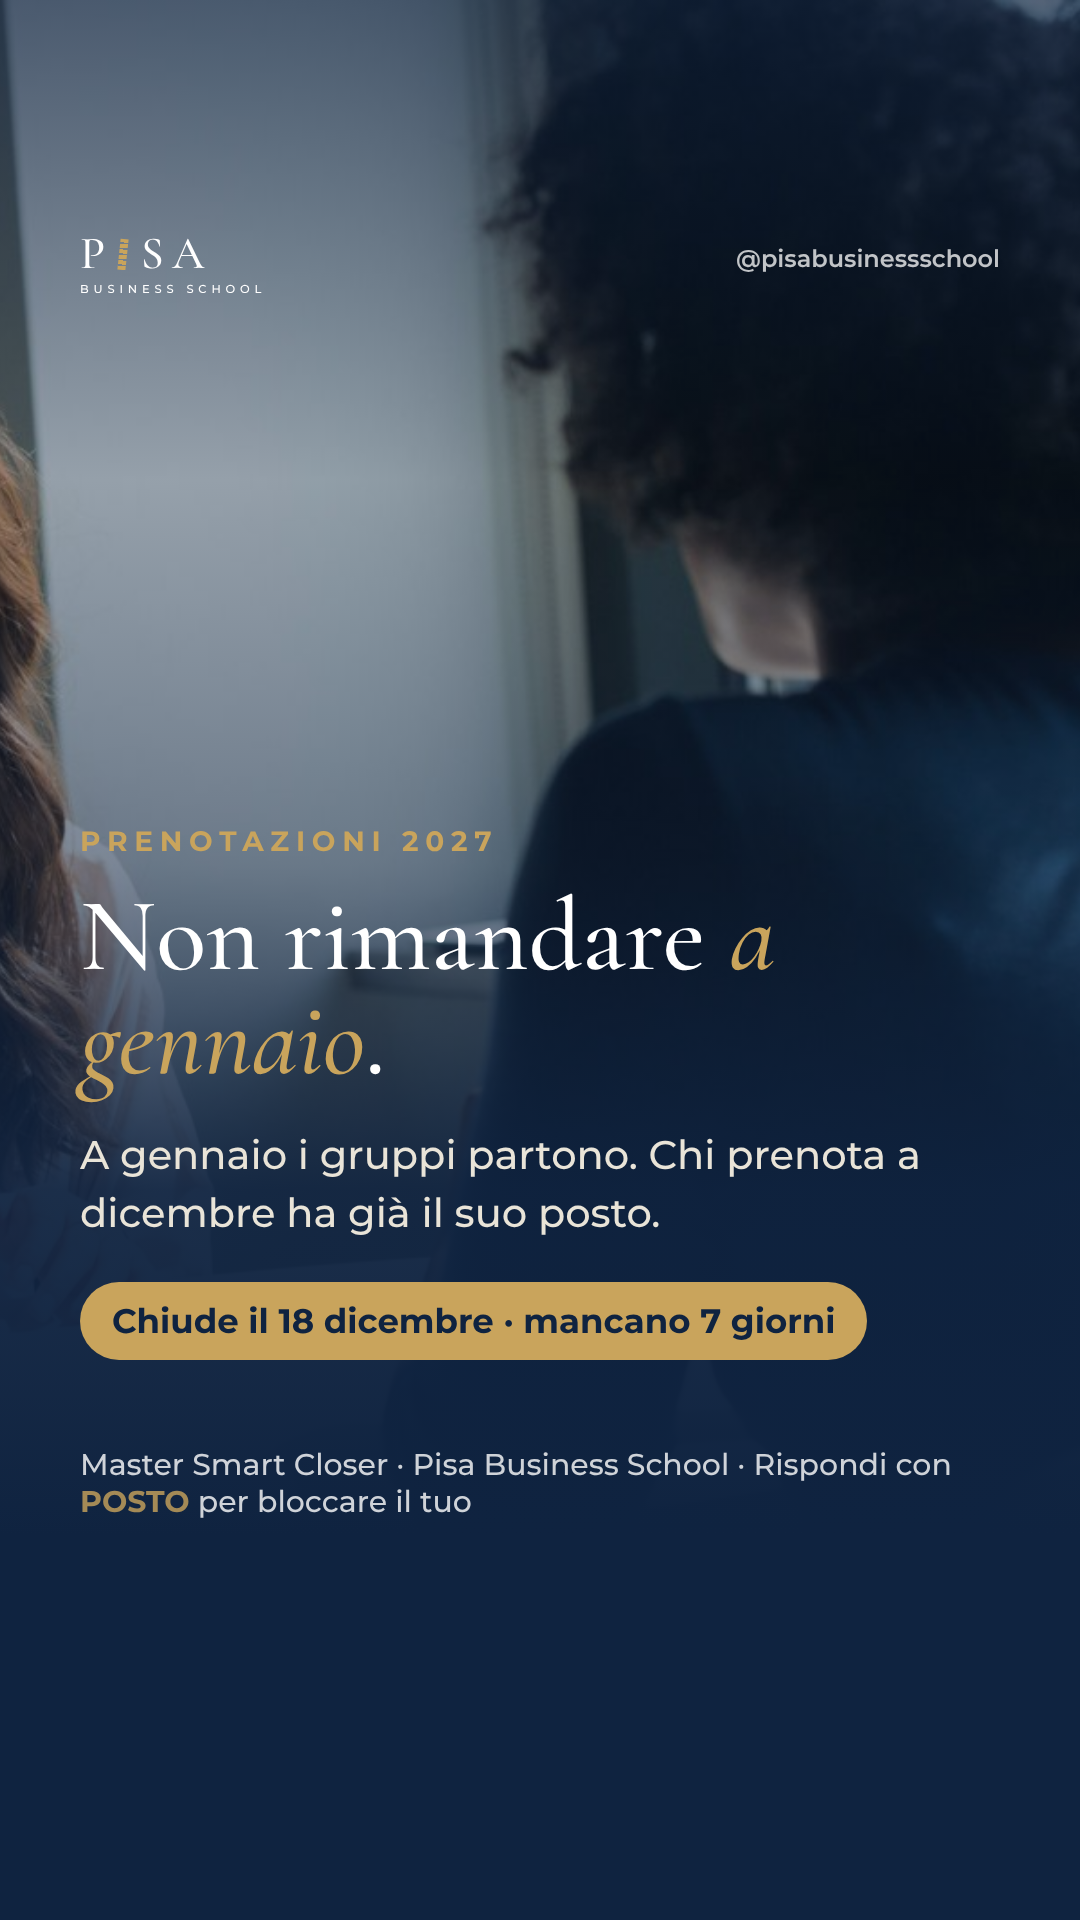 PISA
BUSINESS SCHOOL
@pisabusinessschool
PRENOTAZIONI 2027
Non rimandare a
gennaio.
A gennaio i gruppi partono. Chi prenota a
dicembre ha già il suo posto.
Chiude il 18 dicembre · mancano 7 giorni
Master Smart Closer · Pisa Business School · Rispondi con
POSTO per bloccare il tuo